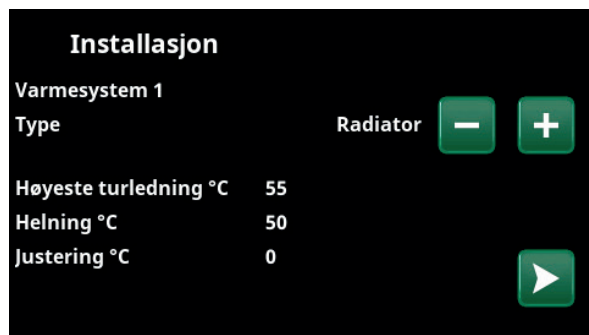 Installasjon
Varmesystem 1
Type Radiator
Høyeste turledning °C 55
Helning °C 50
Justering °C 0